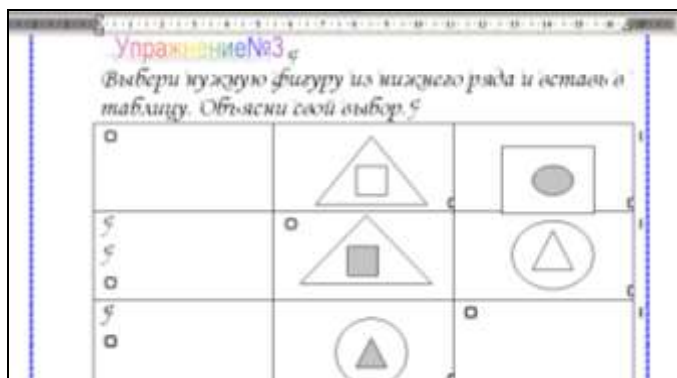 Упражнение№3
Выбери нужную фигуру из нижнего ряда и вставь в
таблицу. Объясни свой выбор.